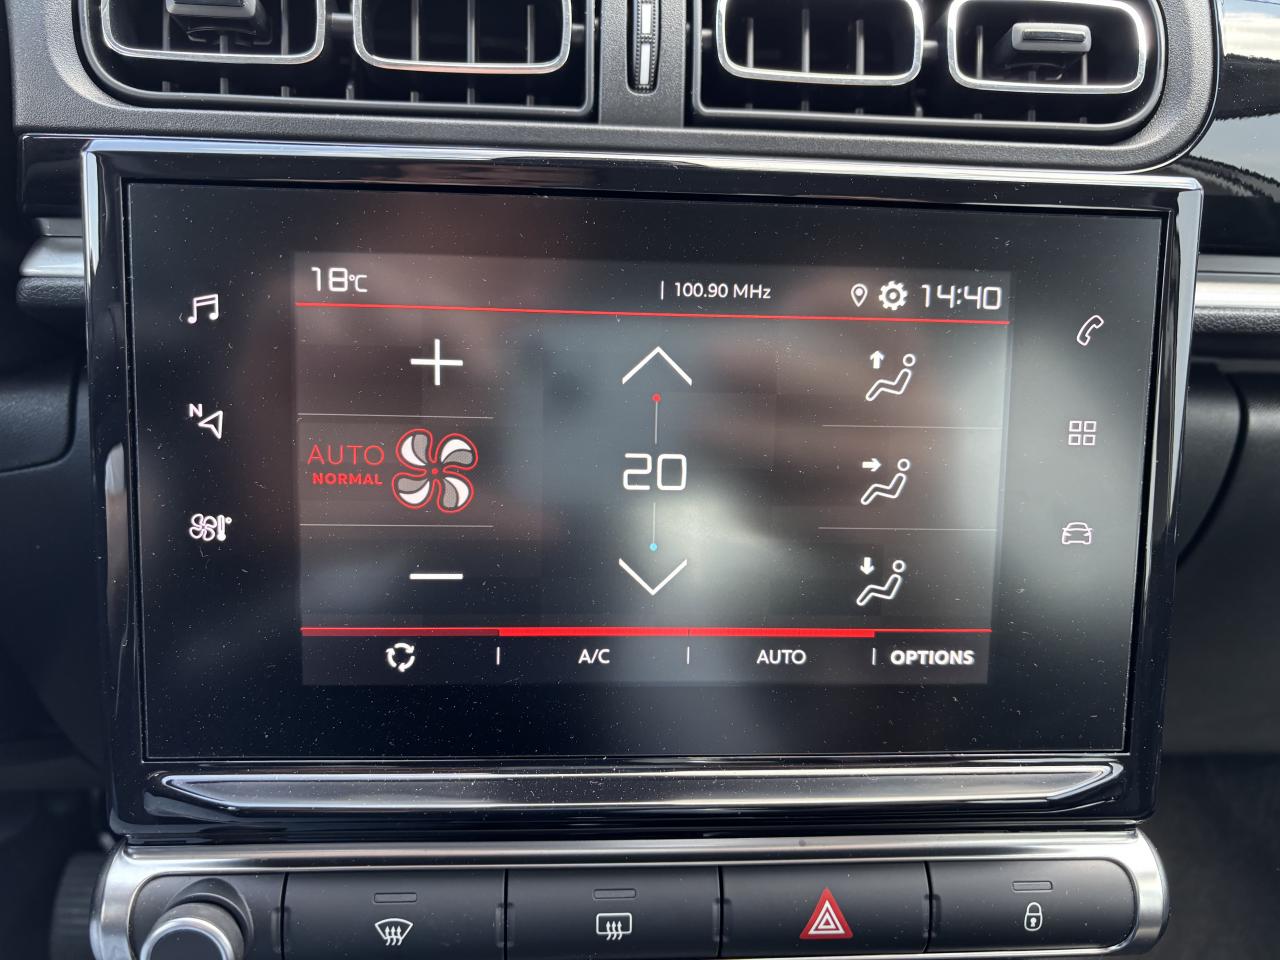 18°C
| 100.90 MHz
14:40
N
AUTO
NORMAL
20
A/C
AUTO
OPTIONS